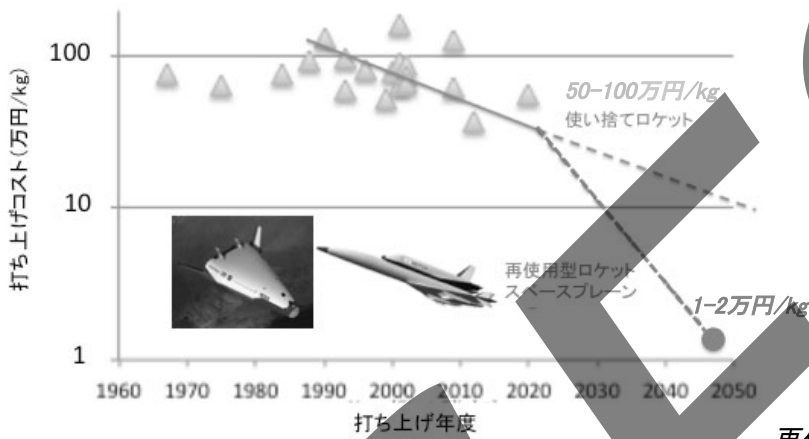 打ち上げコスト(万円/kg)
100
10
1
50-100万円/kg
使い捨てロケット
再使用型ロケット
スペースプレーン
1-2万円/kg
1960 1970 1980 1990 2000 2010 2020 2030 2040 2050
打ち上げ年度